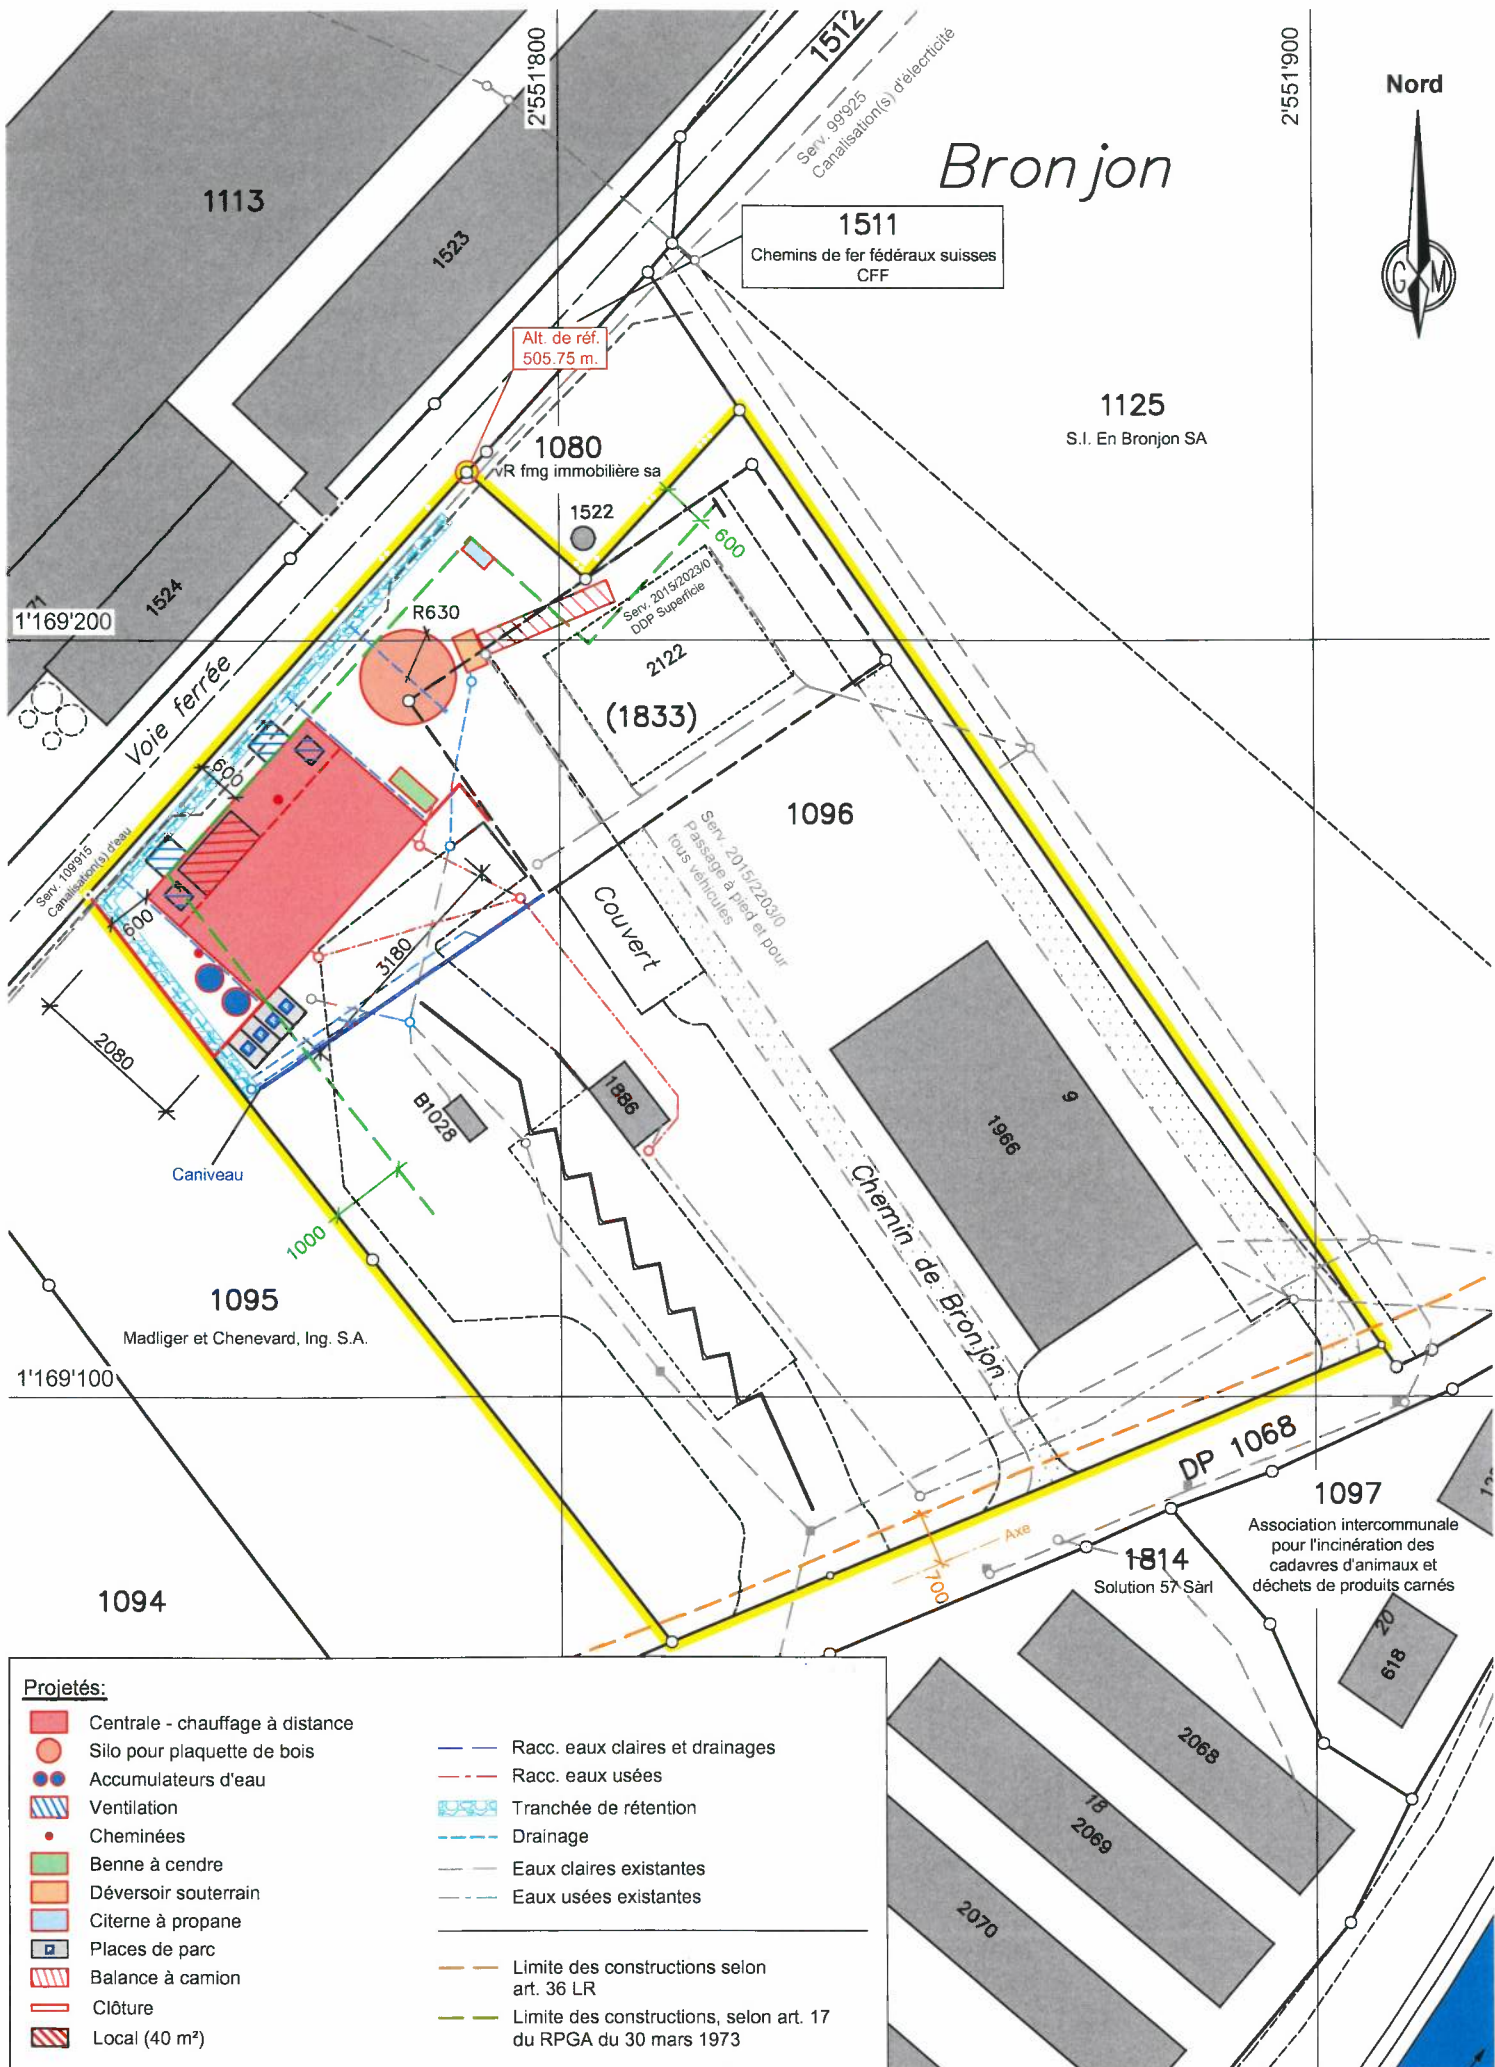 2'551'800
1512
Serv. 99'925
Canalisation(s) d'électricité
2'551'900
Nord
G M
Bronjon
1113
1523
1511
Chemins de fer fédéraux suisses
CFF
Alt. de réf.
505.75 m.
1125
S.I. En Bronjon SA
1080
VR fmg immobilière sa
1522
600
1524
71
1'169'200
R630
Serv. 2015/2023/0
DDP Superficie
2122
(1833)
Voie ferrée
600
1096
Serv. 2015/2203/0
Passage à pied et pour
tous véhicules
Serv. 109'915
Canalisation(s) d'eau
600
Couvert
3180
2080
9
1966
1886
B1028
Caniveau
Chemin de Bronjon
1000
1095
Madliger et Chenevard, Ing. S.A.
1'169'100
DP 1068
1097
Association intercommunale
pour l'incinération des
cadavres d'animaux et
déchets de produits carnés
Axe
700
1814
Solution 57 Sàrl
1094
20
618
2068
18
2069
2070
Projetés:
Centrale - chauffage à distance
Silo pour plaquette de bois
Accumulateurs d'eau
Ventilation
Cheminées
Benne à cendre
Déversoir souterrain
Citerne à propane
Places de parc
Balance à camion
Clôture
Local (40 m²)
Racc. eaux claires et drainages
Racc. eaux usées
Tranchée de rétention
Drainage
Eaux claires existantes
Eaux usées existantes
Limite des constructions selon
art. 36 LR
Limite des constructions, selon art. 17
du RPGA du 30 mars 1973